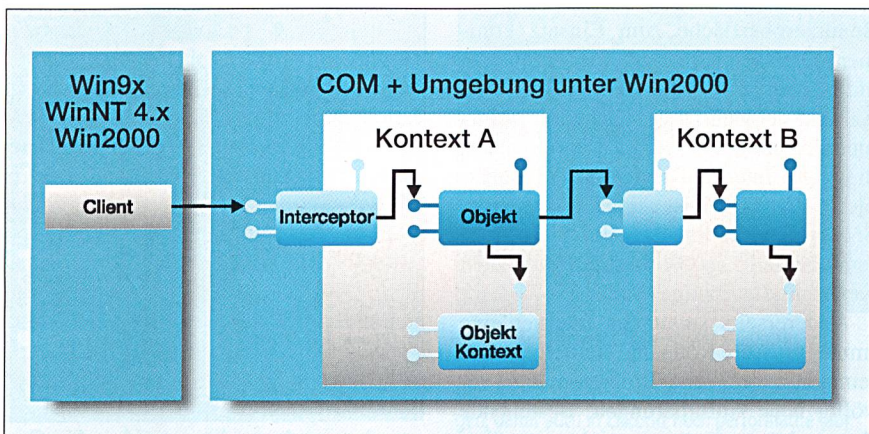 Win9x
WinNT 4.x
Win2000
Client
COM + Umgebung unter Win2000
Kontext A
Interceptor
Objekt
Objekt
Kontext
Kontext B